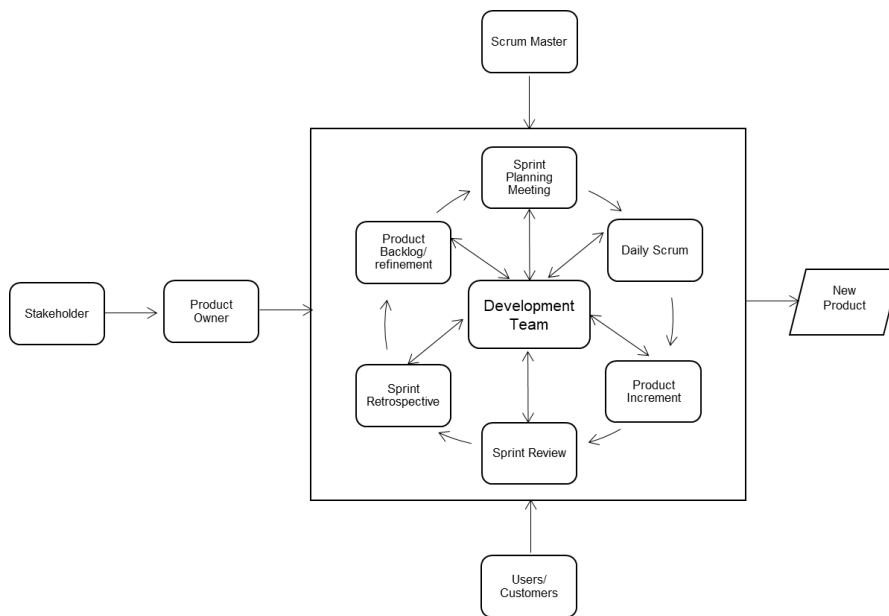 Scrum Master
Sprint
Planning
Meeting
Product
Backlog/
refinement
Daily Scrum
Stakeholder
Product
Owner
Development
Team
New
Product
Sprint
Retrospective
Product
Increment
Sprint Review
Users/
Customers